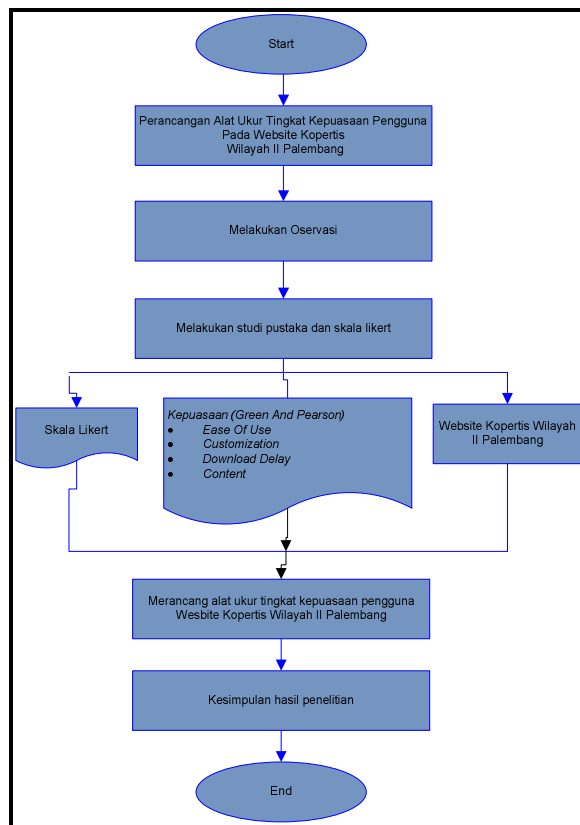 Start
Perancangan Alat Ukur Tingkat Kepuasaan Pengguna
Pada Website Kopertis
Wilayah II Palembang
Melakukan Oservasi
Melakukan studi pustaka dan skala likert
Skala Likert
Kepuasaan (Green And Pearson)
• Ease Of Use
• Customization
• Download Delay
• Content
Website Kopertis Wilayah
II Palembang
Merancang alat ukur tingkat kepuasaan pengguna
Wesbite Kopertis Wilayah II Palembang
Kesimpulan hasil penelitian
End